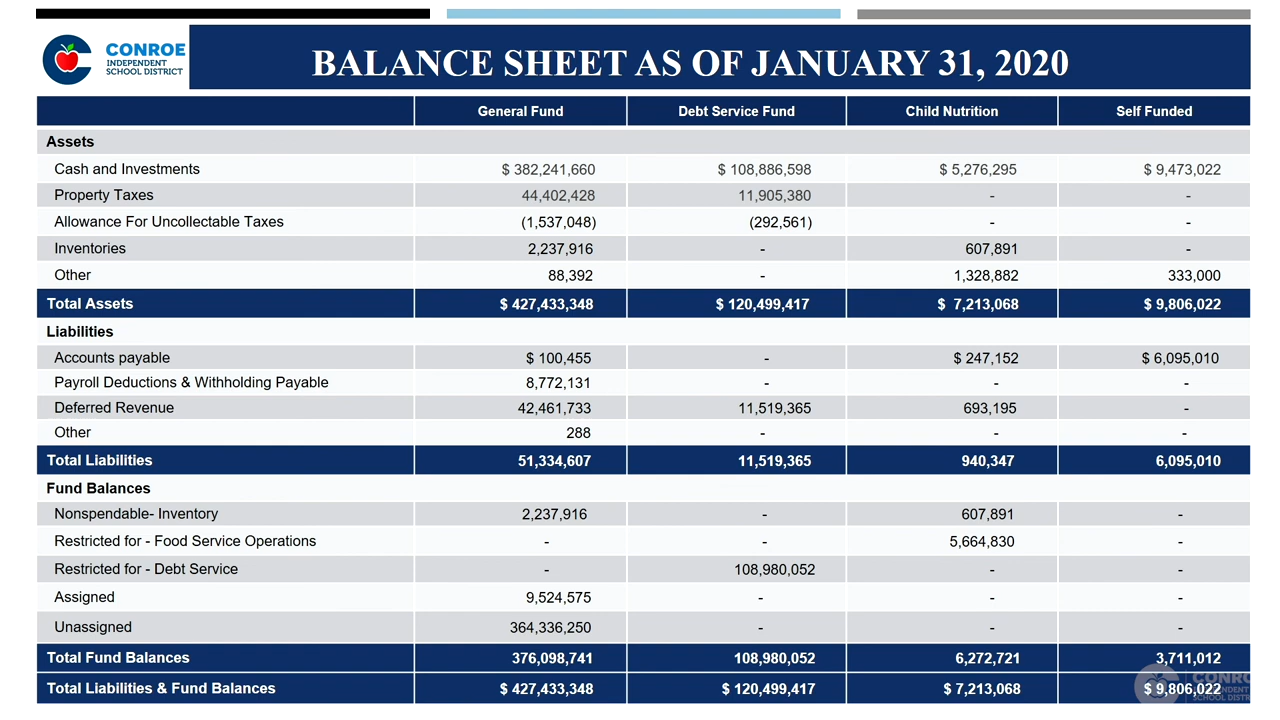 CONROE
INDEPENDENT
SCHOOL DISTRICT
BALANCE SHEET AS OF JANUARY 31, 2020
General Fund Debt Service Fund Child Nutrition Self Funded
Assets
Cash and Investments $ 382,241,660 $ 108,886,598 $ 5,276,295 $ 9,473,022
Property Taxes 44,402,428 11,905,380 - -
Allowance For Uncollectable Taxes (1,537,048) (292,561) - -
Inventories 2,237,916 - 607,891 -
Other 88,392 - 1,328,882 333,000
Total Assets $ 427,433,348 $ 120,499,417 $ 7,213,068 $ 9,806,022
Liabilities
Accounts payable $ 100,455 - $ 247,152 $ 6,095,010
Payroll Deductions & Withholding Payable 8,772,131 - - -
Deferred Revenue 42,461,733 11,519,365 693,195 -
Other 288 - - -
Total Liabilities 51,334,607 11,519,365 940,347 6,095,010
Fund Balances
Nonspendable- Inventory 2,237,916 - 607,891 -
Restricted for - Food Service Operations - - 5,664,830 -
Restricted for - Debt Service - 108,980,052 - -
Assigned 9,524,575 - - -
Unassigned 364,336,250 - - -
Total Fund Balances 376,098,741 108,980,052 6,272,721 3,711,012
Total Liabilities & Fund Balances $ 427,433,348 $ 120,499,417 $ 7,213,068 $ 9,806,022